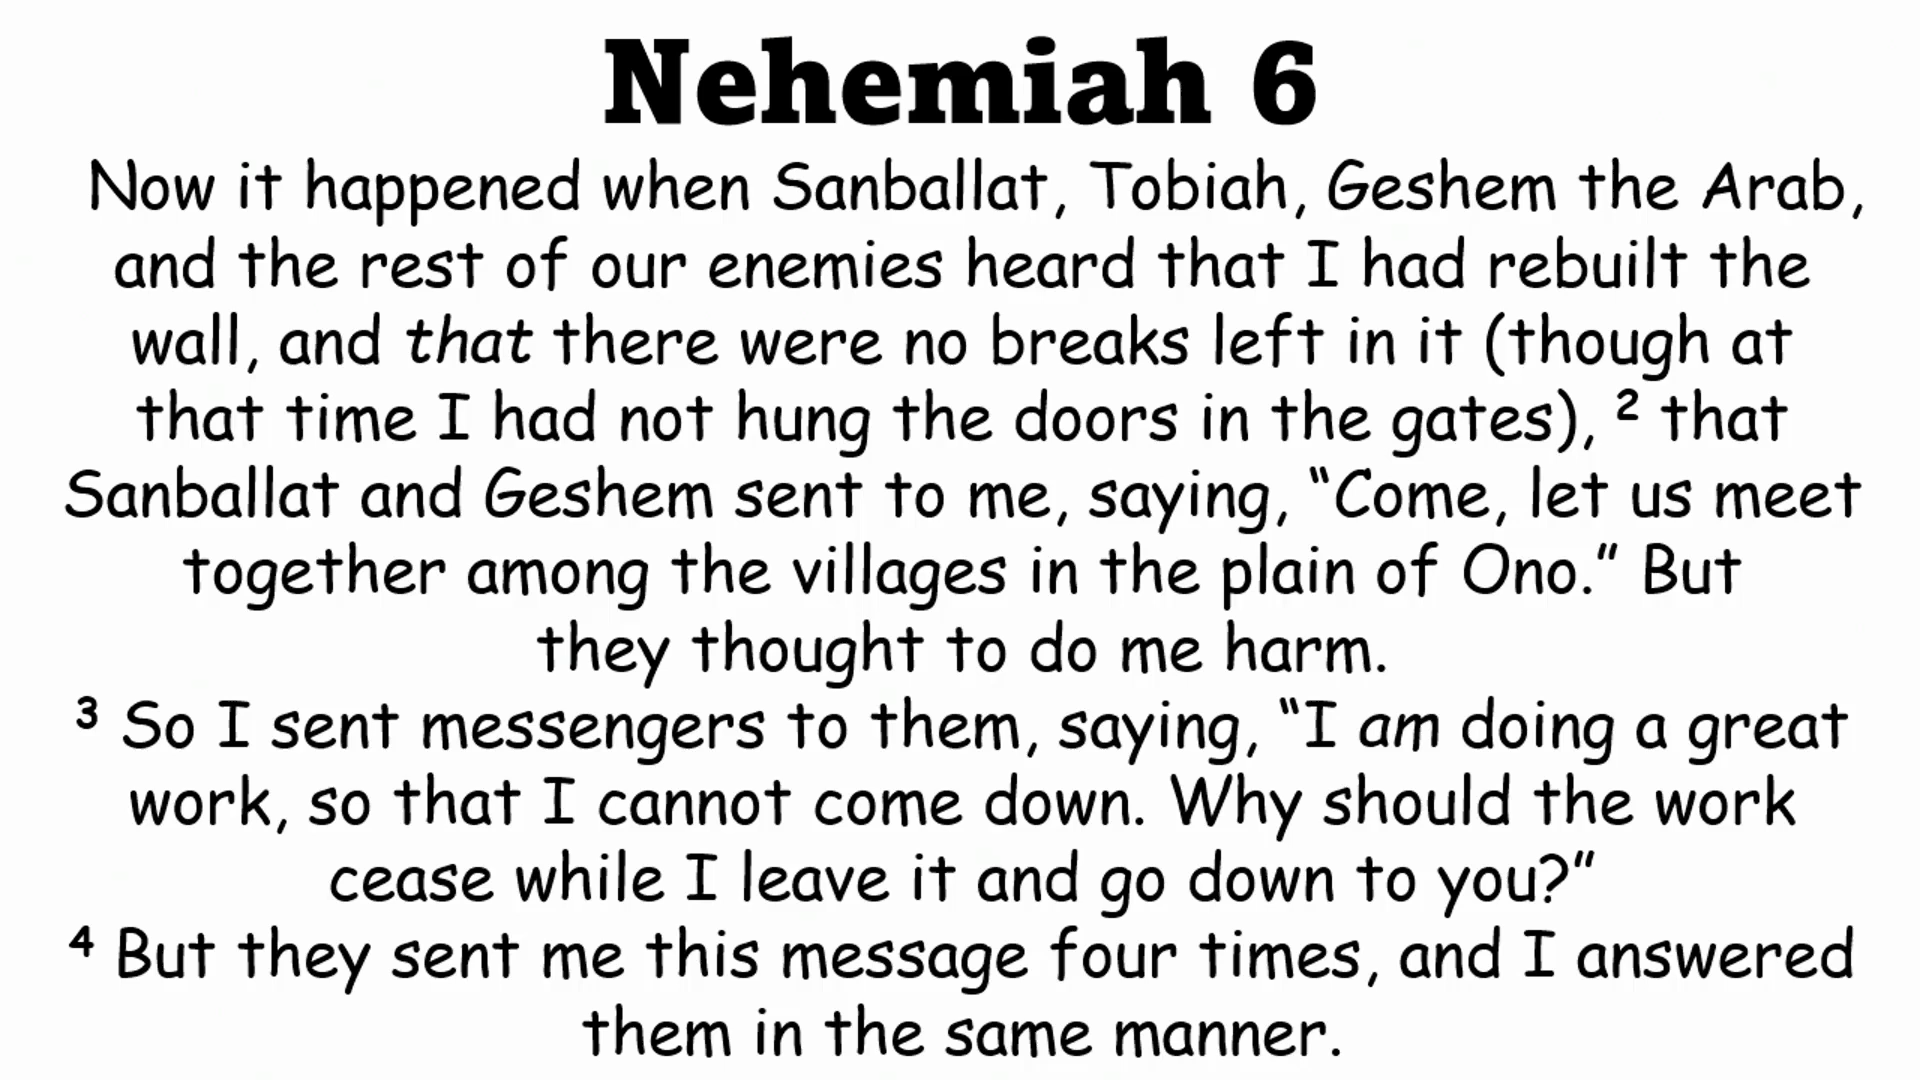 Nehemiah 6
Now it happened when Sanballat, Tobiah, Geshem the Arab,
and the rest of our enemies heard that I had rebuilt the
wall, and that there were no breaks left in it (though at
that time I had not hung the doors in the gates), ² that
Sanballat and Geshem sent to me, saying, “Come, let us meet
together among the villages in the plain of Ono.” But
they thought to do me harm.
³ So I sent messengers to them, saying, “I am doing a great
work, so that I cannot come down. Why should the work
cease while I leave it and go down to you?”
⁴ But they sent me this message four times, and I answered
them in the same manner.